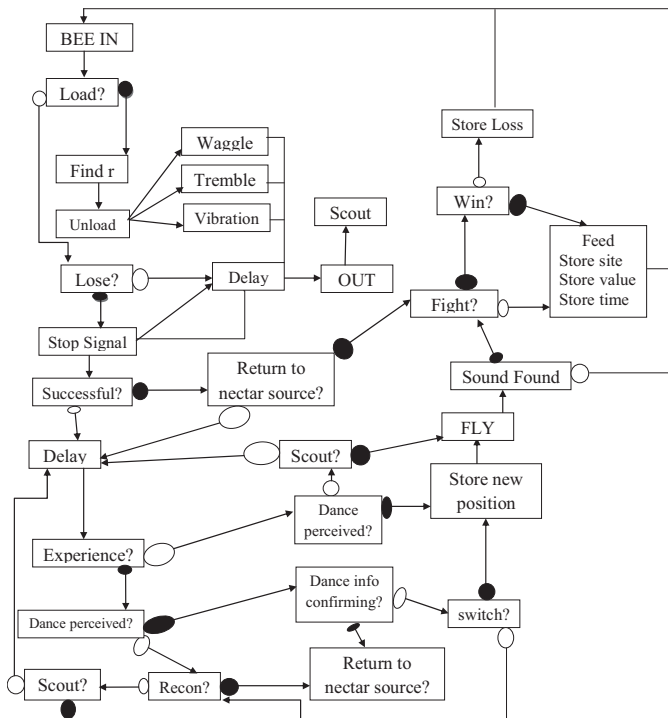 BEE IN
Load?
Find r
Unload
Waggle
Tremble
Vibration
Scout
Lose?
Delay
OUT
Stop Signal
Successful?
Return to
nectar source?
Store Loss
Win?
Feed
Store site
Store value
Store time
Fight?
Sound Found
FLY
Delay
Scout?
Store new
position
Dance
perceived?
Experience?
Dance perceived?
Dance info
confirming?
switch?
Scout?
Recon?
Return to
nectar source?